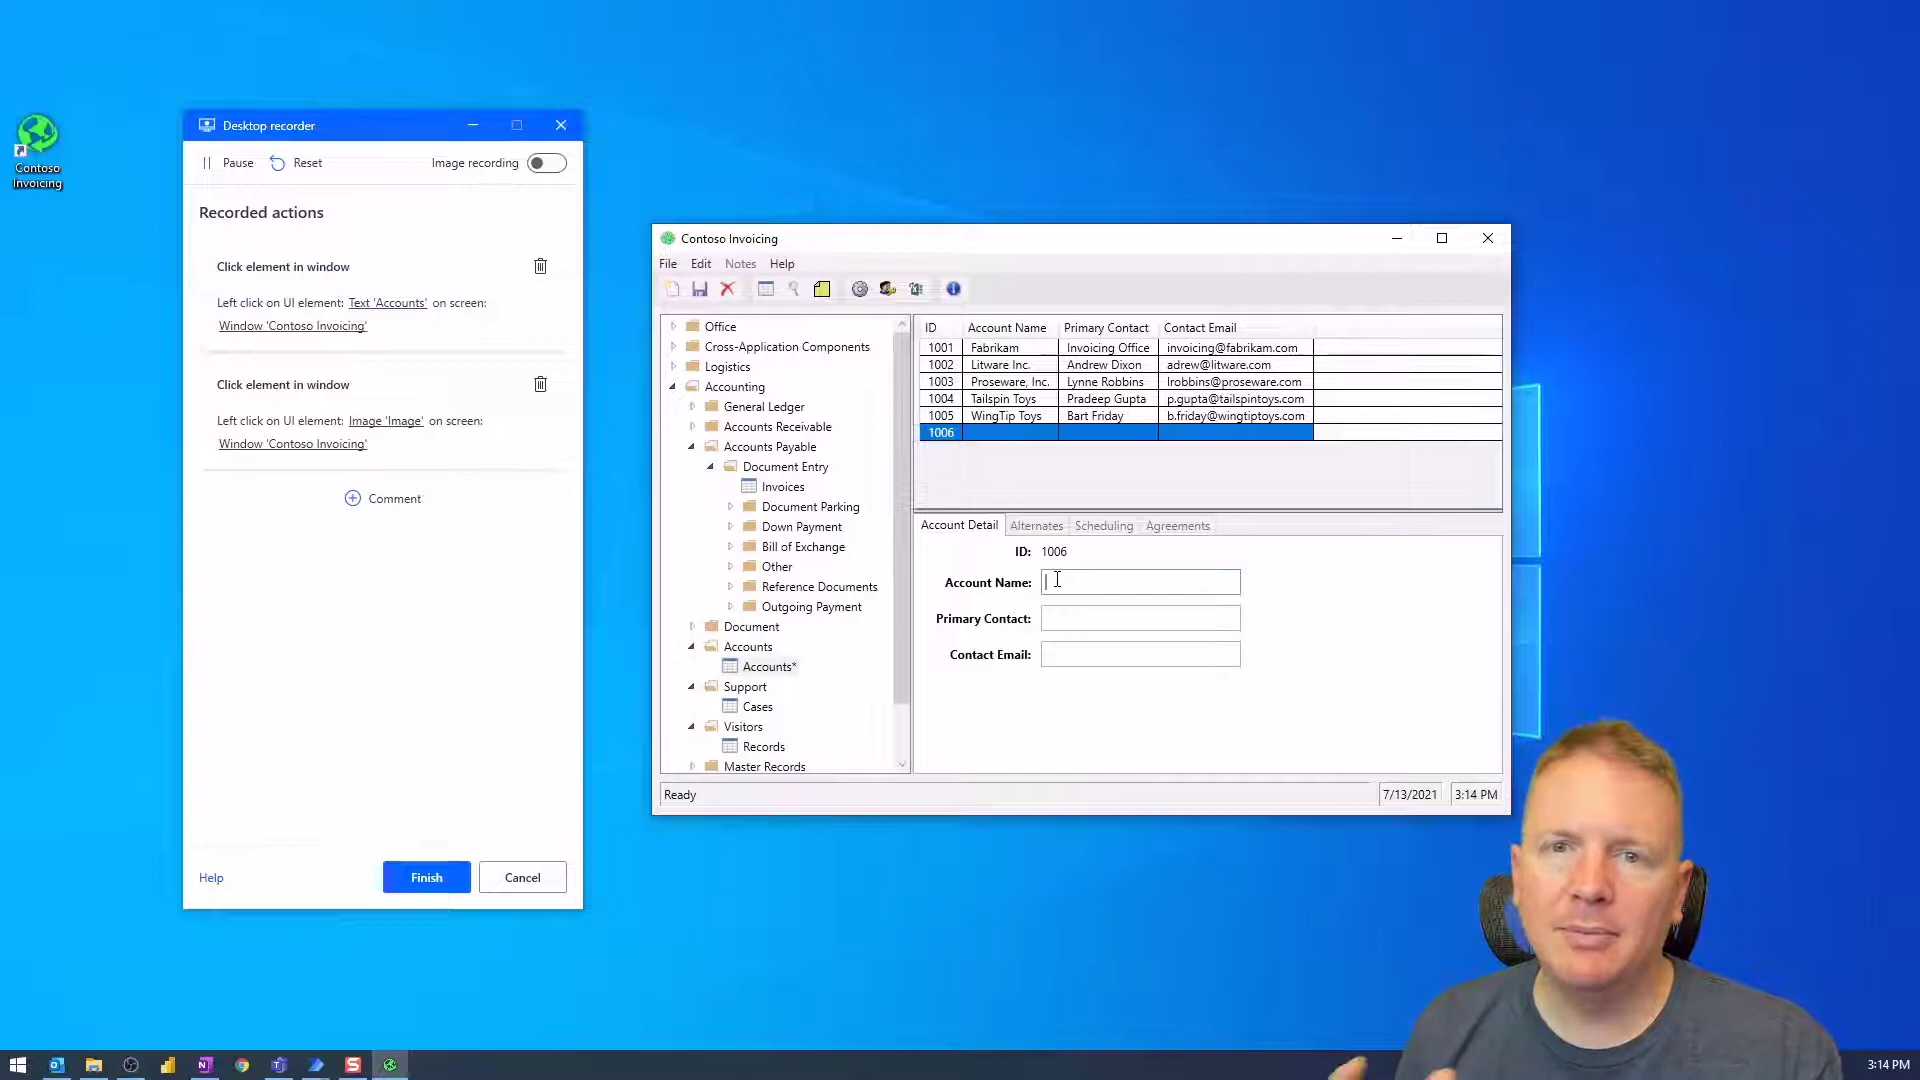 Contoso
Invoicing
Desktop recorder
Pause
Reset
Image recording
Recorded actions
Click element in window
Left click on UI element: Text 'Accounts' on screen:
Window 'Contoso Invoicing'
Click element in window
Left click on UI element: Image 'Image' on screen:
Window 'Contoso Invoicing'
Comment
Help
Finish
Cancel
Contoso Invoicing
File Edit Notes Help
Office
Cross-Application Components
Logistics
Accounting
General Ledger
Accounts Receivable
Accounts Payable
Document Entry
Invoices
Document Parking
Down Payment
Bill of Exchange
Other
Reference Documents
Outgoing Payment
Document
Accounts
Accounts*
Support
Cases
Visitors
Records
Master Records
ID Account Name Primary Contact Contact Email
1001 Fabrikam Invoicing Office invoicing@fabrikam.com
1002 Litware Inc. Andrew Dixon adrew@litware.com
1003 Proseware, Inc. Lynne Robbins lrobbins@proseware.com
1004 Tailspin Toys Pradeep Gupta p.gupta@tailspintoys.com
1005 WingTip Toys Bart Friday b.friday@wingtiptoys.com
1006
Account Detail Alternates Scheduling Agreements
ID: 1006
Account Name:
Primary Contact:
Contact Email:
Ready
7/13/2021
3:14 PM
3:14 PM